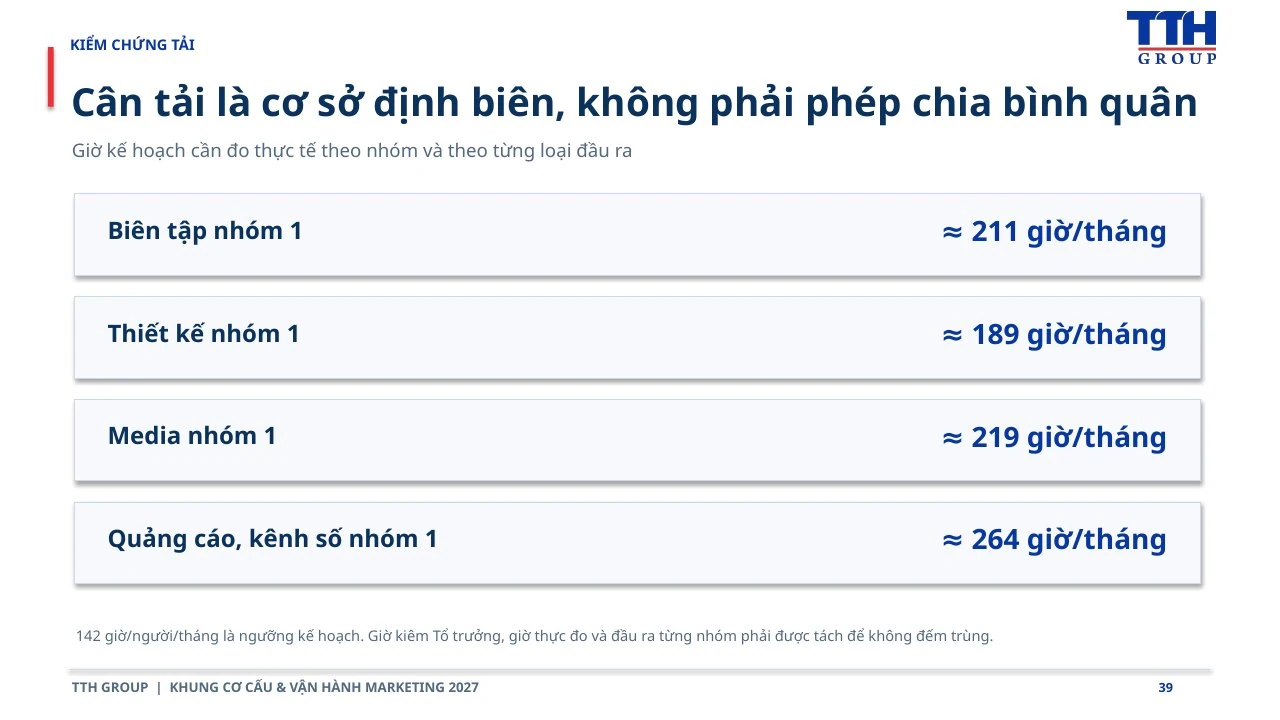 KIỂM CHỨNG TẢI
TTH
GROUP
Cân tải là cơ sở định biên, không phải phép chia bình quân
Giờ kế hoạch cần đo thực tế theo nhóm và theo từng loại đầu ra
Biên tập nhóm 1
≈ 211 giờ/tháng
Thiết kế nhóm 1
≈ 189 giờ/tháng
Media nhóm 1
≈ 219 giờ/tháng
Quảng cáo, kênh số nhóm 1
≈ 264 giờ/tháng
142 giờ/người/tháng là ngưỡng kế hoạch. Giờ kiêm Tổ trưởng, giờ thực đo và đầu ra từng nhóm phải được tách để không đếm trùng.
TTH GROUP | KHUNG CƠ CẤU & VẬN HÀNH MARKETING 2027
39